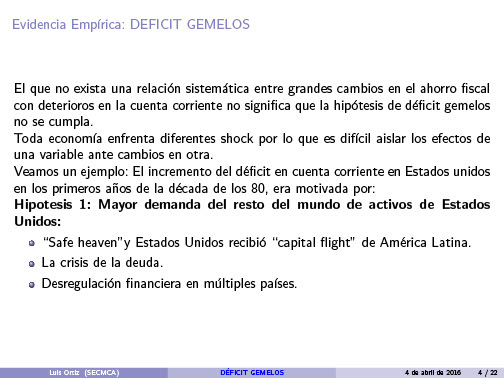 Evidencia Empírica: DEFICIT GEMELOS
El que no exista una relación sistemática entre grandes cambios en el ahorro fiscal
con deterioros en la cuenta corriente no significa que la hipótesis de déficit gemelos
no se cumpla.
Toda economía enfrenta diferentes shock por lo que es difícil aislar los efectos de
una variable ante cambios en otra.
Veamos un ejemplo: El incremento del déficit en cuenta corriente en Estados unidos
en los primeros años de la década de los 80, era motivada por:
Hipotesis 1: Mayor demanda del resto del mundo de activos de Estados
Unidos:
“Safe heaven”y Estados Unidos recibió “capital flight” de América Latina.
La crisis de la deuda.
Desregulación financiera en múltiples países.
Luis Ortiz (SECMCA) DÉFICIT GEMELOS 4 de abril de 2016 4 / 22